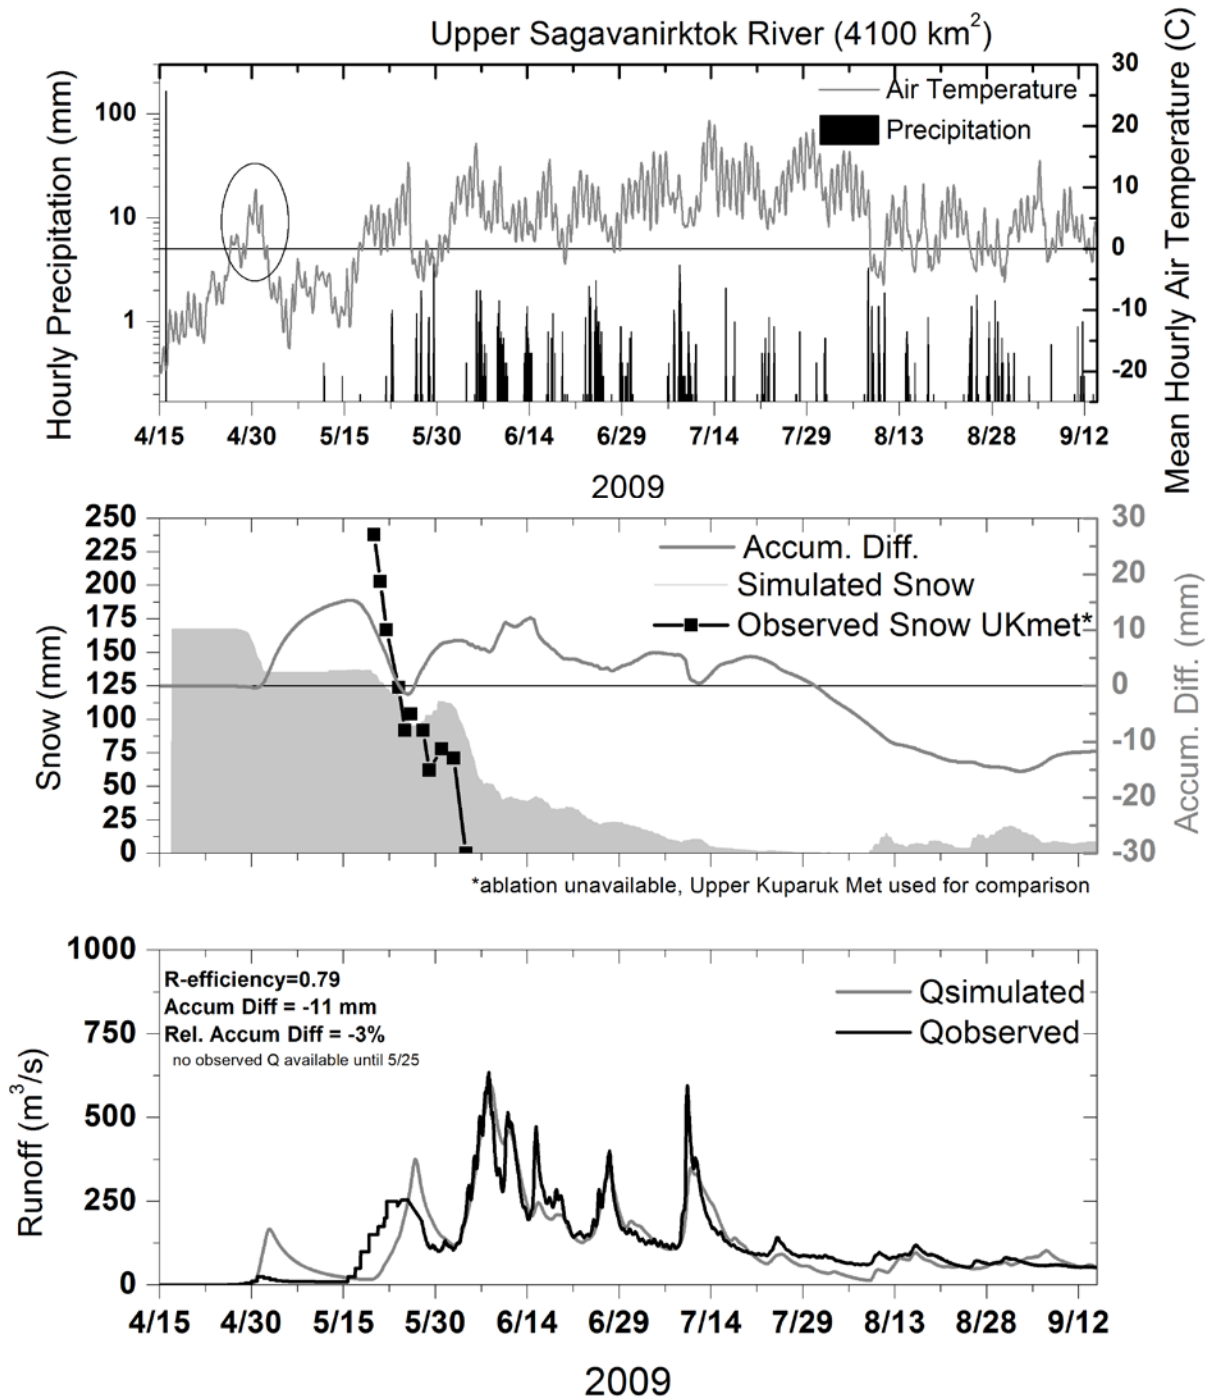 Upper Sagavanirktok River (4100 km²)
Hourly Precipitation (mm)
100
10
1
Air Temperature
Precipitation
30
20
10
0
-10
-20
Mean Hourly Air Temperature (C)
4/15 4/30 5/15 5/30 6/14 6/29 7/14 7/29 8/13 8/28 9/12
2009
Snow (mm)
250
225
200
175
150
125
100
75
50
25
0
Accum. Diff.
Simulated Snow
Observed Snow UKmet*
30
20
10
0
-10
-20
-30
Accum. Diff. (mm)
*ablation unavailable, Upper Kuparuk Met used for comparison
Runoff (m³/s)
1000
750
500
250
0
R-efficiency=0.79
Accum Diff = -11 mm
Rel. Accum Diff = -3%
no observed Q available until 5/25
Qsimulated
Qobserved
4/15 4/30 5/15 5/30 6/14 6/29 7/14 7/29 8/13 8/28 9/12
2009